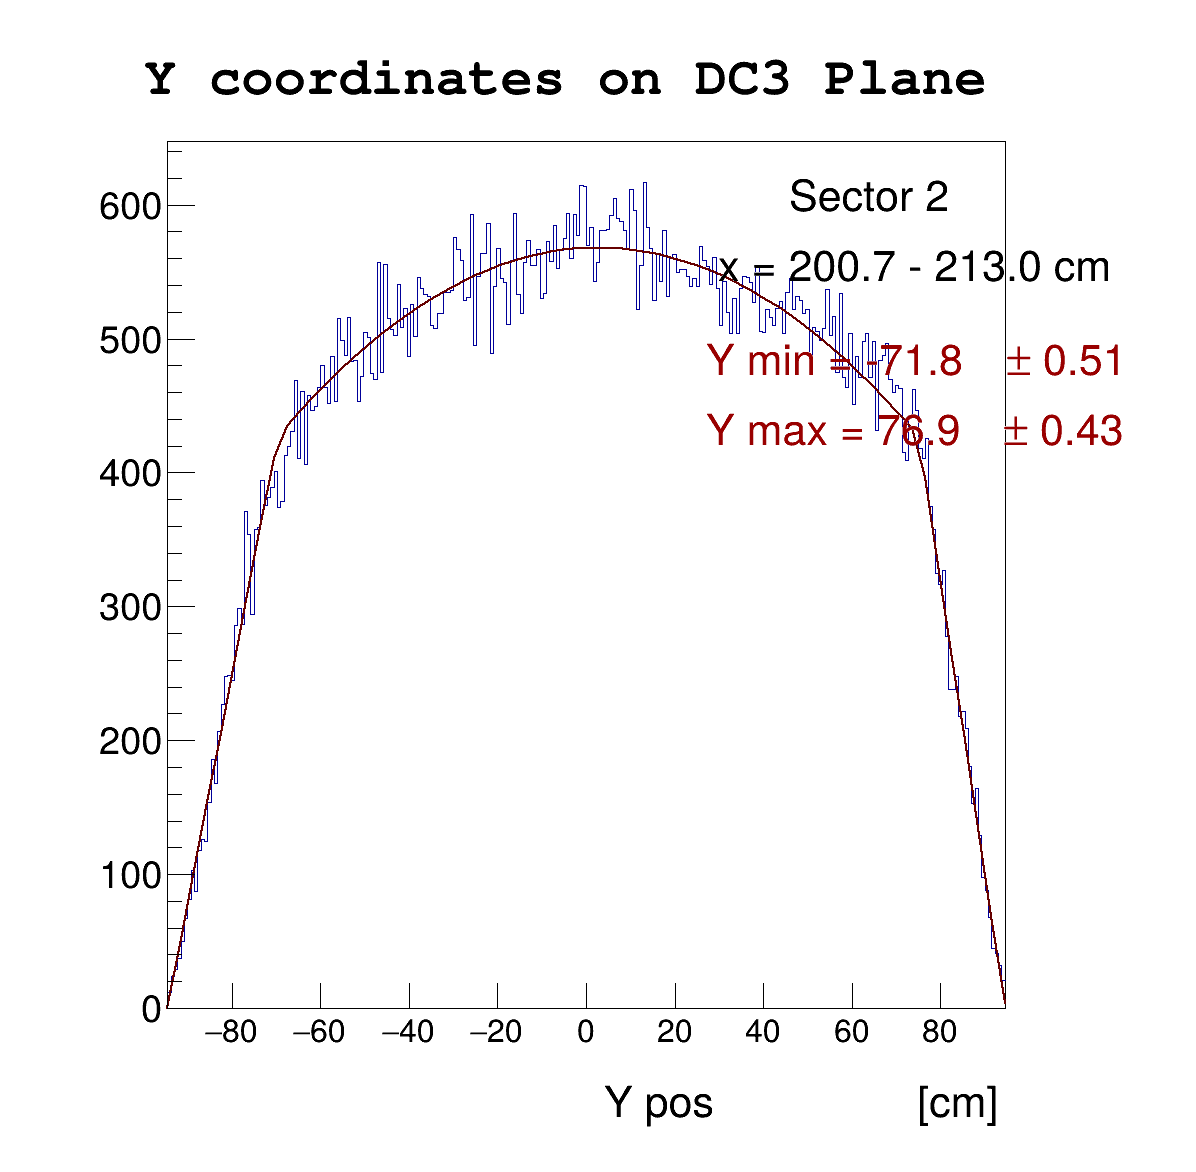 Y coordinates on DC3 Plane
Sector 2
x = 200.7 - 213.0 cm
Y min = -71.8 ± 0.51
Y max = 76.9 ± 0.43
600
500
400
300
200
100
0
−80 −60 −40 −20 0 20 40 60 80
Y pos [cm]